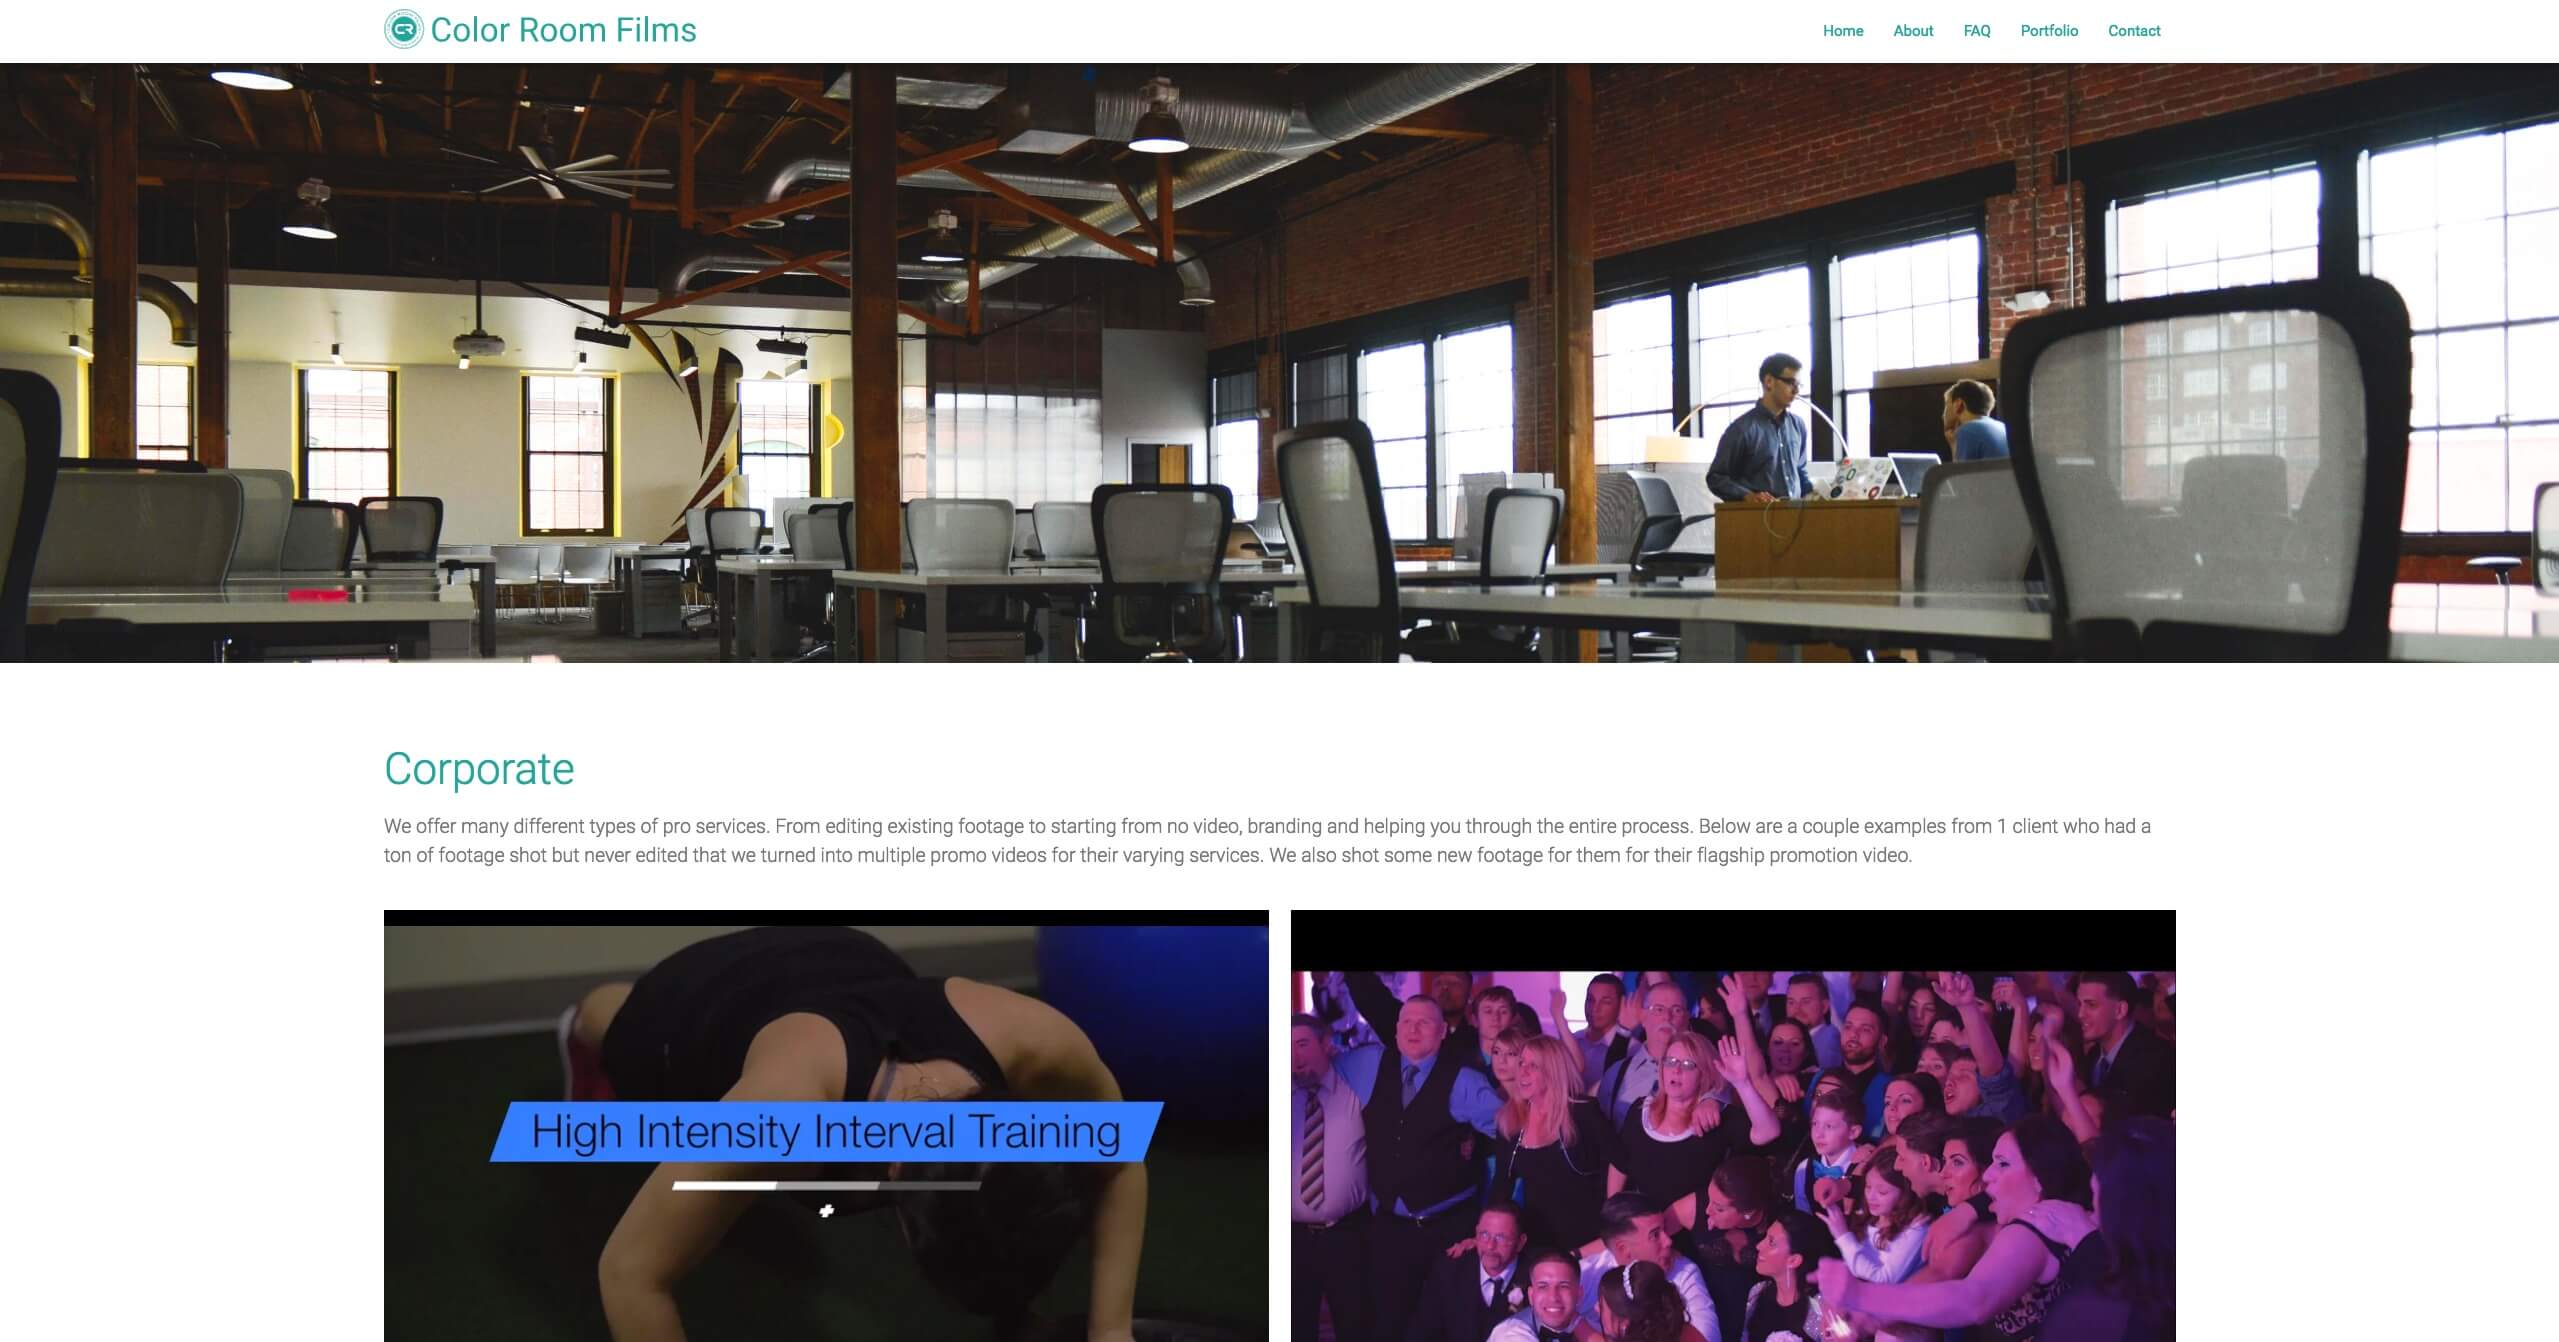 CR Color Room Films
Home About FAQ Portfolio Contact
Corporate
We offer many different types of pro services. From editing existing footage to starting from no video, branding and helping you through the entire process. Below are a couple examples from 1 client who had a
ton of footage shot but never edited that we turned into multiple promo videos for their varying services. We also shot some new footage for them for their flagship promotion video.
High Intensity Interval Training